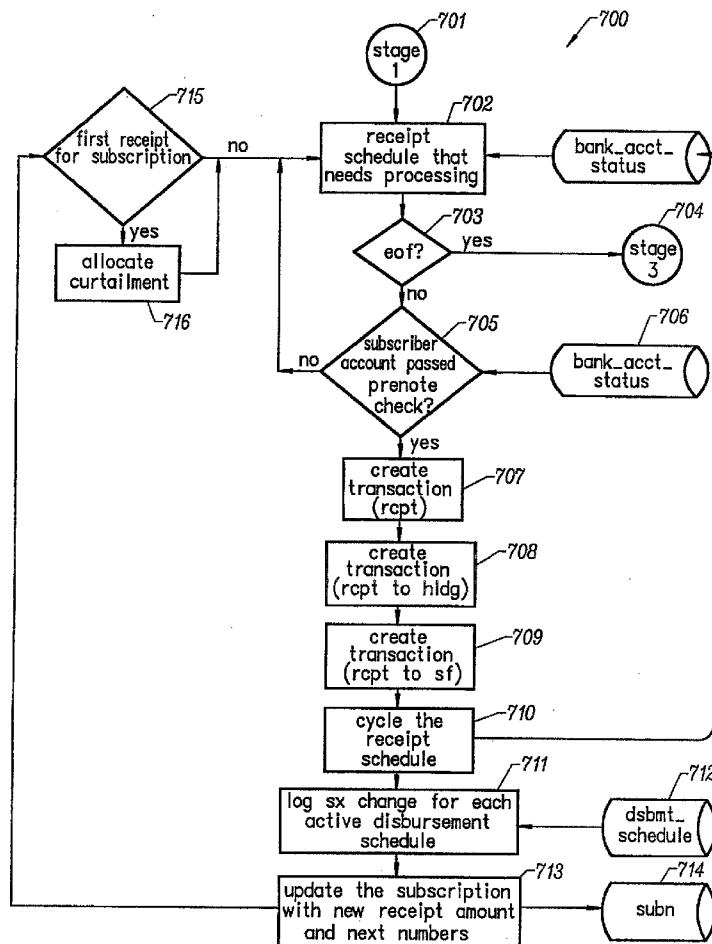 701
700
stage
1
715
702
first receipt
for subscription
no
receipt
schedule that
needs processing
bank_acct_
status
703
704
yes
eof?
yes
stage
3
allocate
curtailment
716
no
705
706
subscriber
account passed
prenote
check?
no
bank_acct_
status
yes
create
transaction
(rcpt)
707
create
transaction
(rcpt to hldg)
708
create
transaction
(rcpt to sf)
709
cycle the
receipt
schedule
710
711
712
log sx change for each
active disbursement
schedule
dsbmt_
schedule
713
714
update the subscription
with new receipt amount
and next numbers
subn